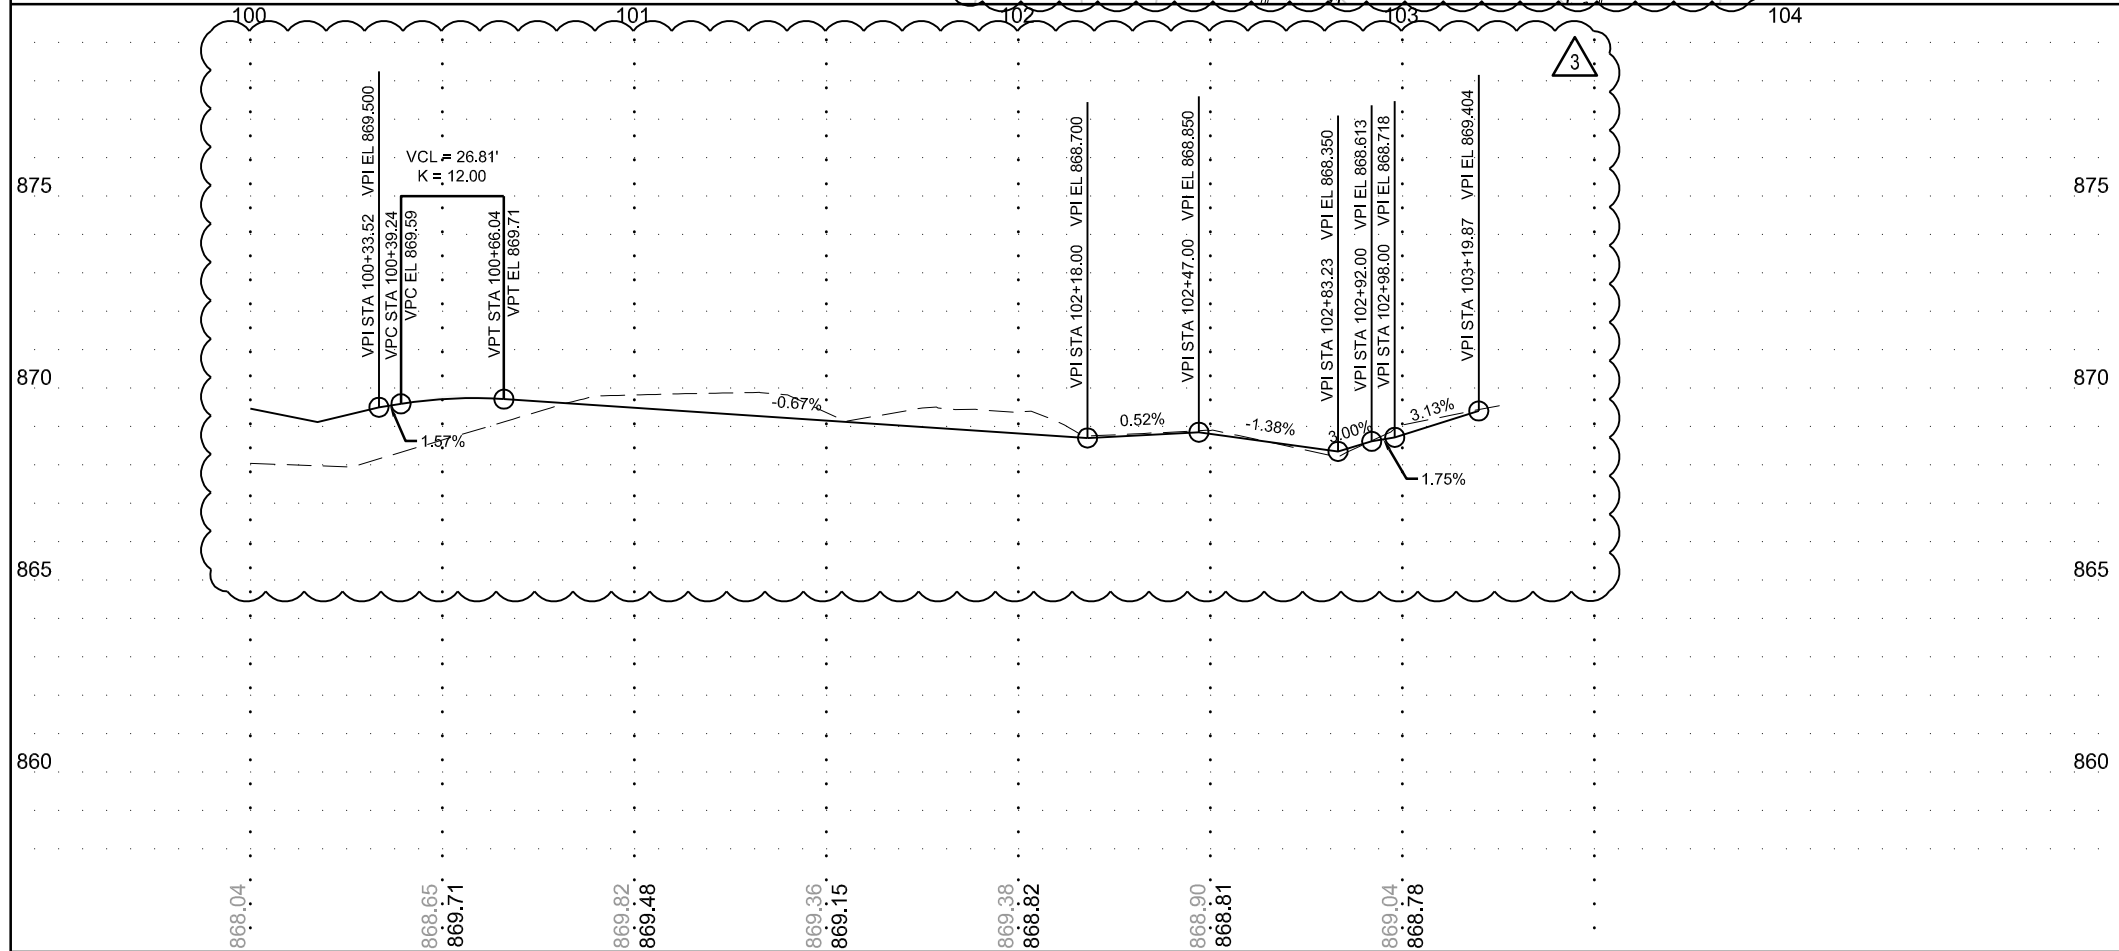 100 101 102 103 104
3
VPI STA 100+33.52 VPI EL 869.500
VPC STA 100+39.24
VPC EL 869.59
VCL = 26.81'
K = 12.00
VPT STA 100+66.04
VPT EL 869.71
VPI STA 102+18.00 VPI EL 868.700
VPI STA 102+47.00 VPI EL 868.850
VPI STA 102+83.23 VPI EL 868.350
VPI STA 102+92.00 VPI EL 868.613
VPI STA 102+98.00 VPI EL 868.718
VPI STA 103+19.87 VPI EL 869.404
875 875
870 870
1.57%
-0.67%
0.52%
-1.38%
3.00%
3.13%
1.75%
865 865
860 860
868.04
868.65
869.71
869.82
869.48
869.36
869.15
869.38
868.82
868.90
868.81
869.04
868.78